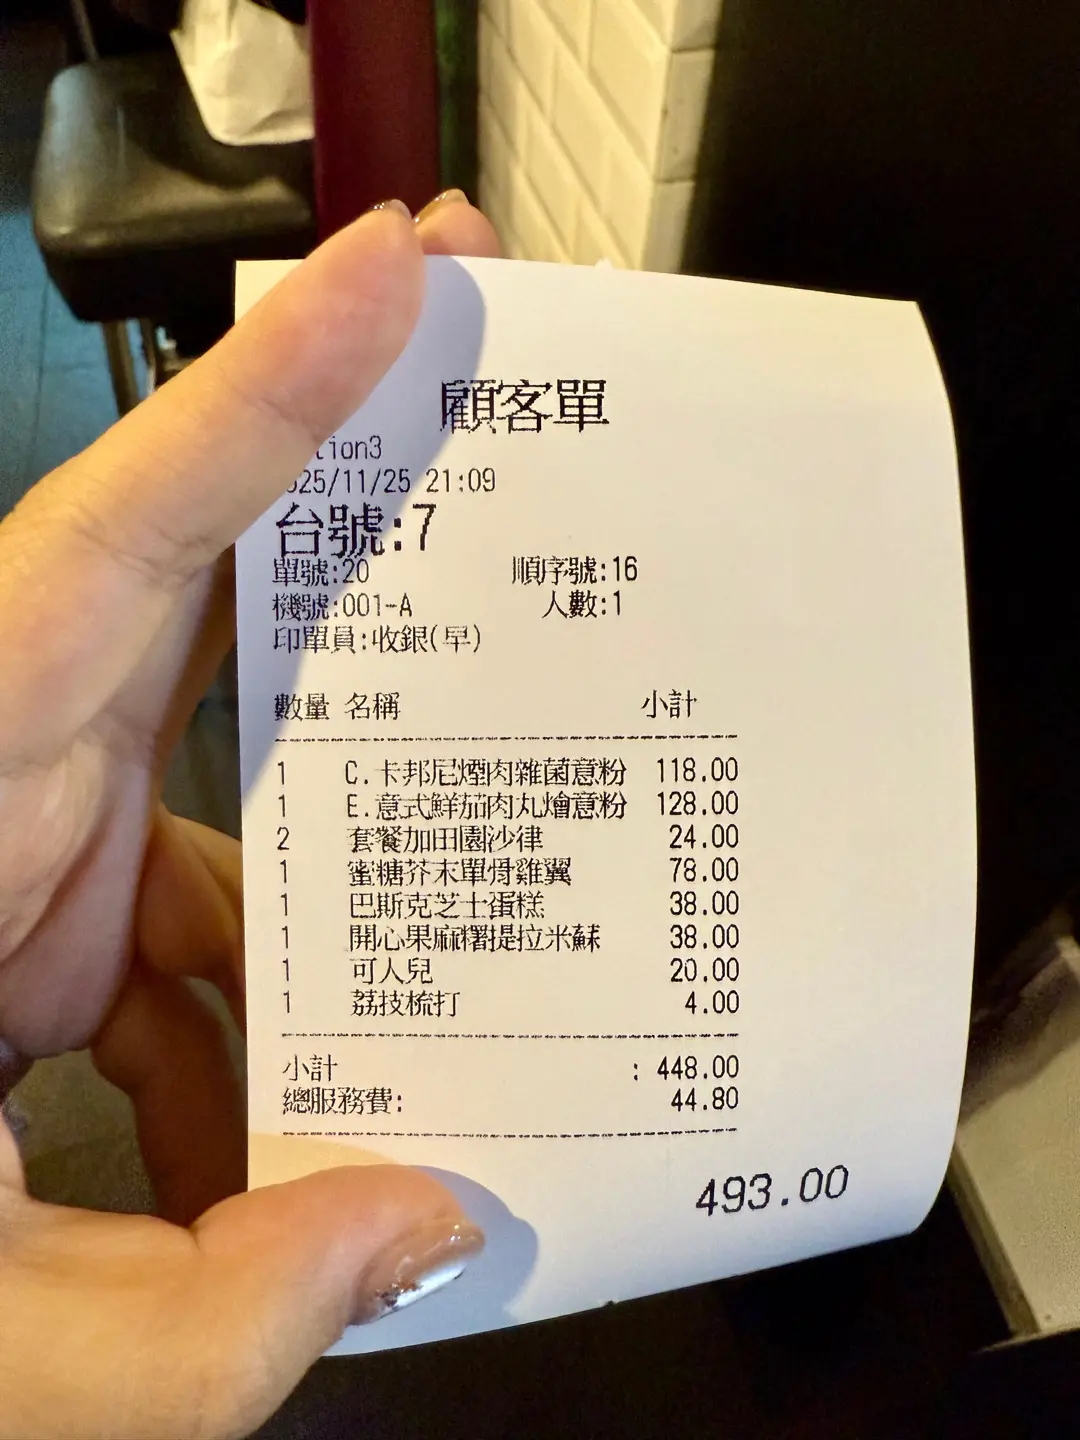 顧客單
tion3
025/11/25 21:09
台號:7
單號:20 順序號:16
機號:001-A 人數:1
印單員:收銀(早)
數量 名稱 小計
1 C.卡邦尼煙肉雜菌意粉 118.00
1 E.意式鮮茄肉丸燴意粉 128.00
2 套餐加田園沙律 24.00
1 蜜糖芥末單骨雞翼 78.00
1 巴斯克芝士蛋糕 38.00
1 開心果麻糬提拉米蘇 38.00
1 可人兒 20.00
1 荔技梳打 4.00
小計 : 448.00
總服務費: 44.80
493.00